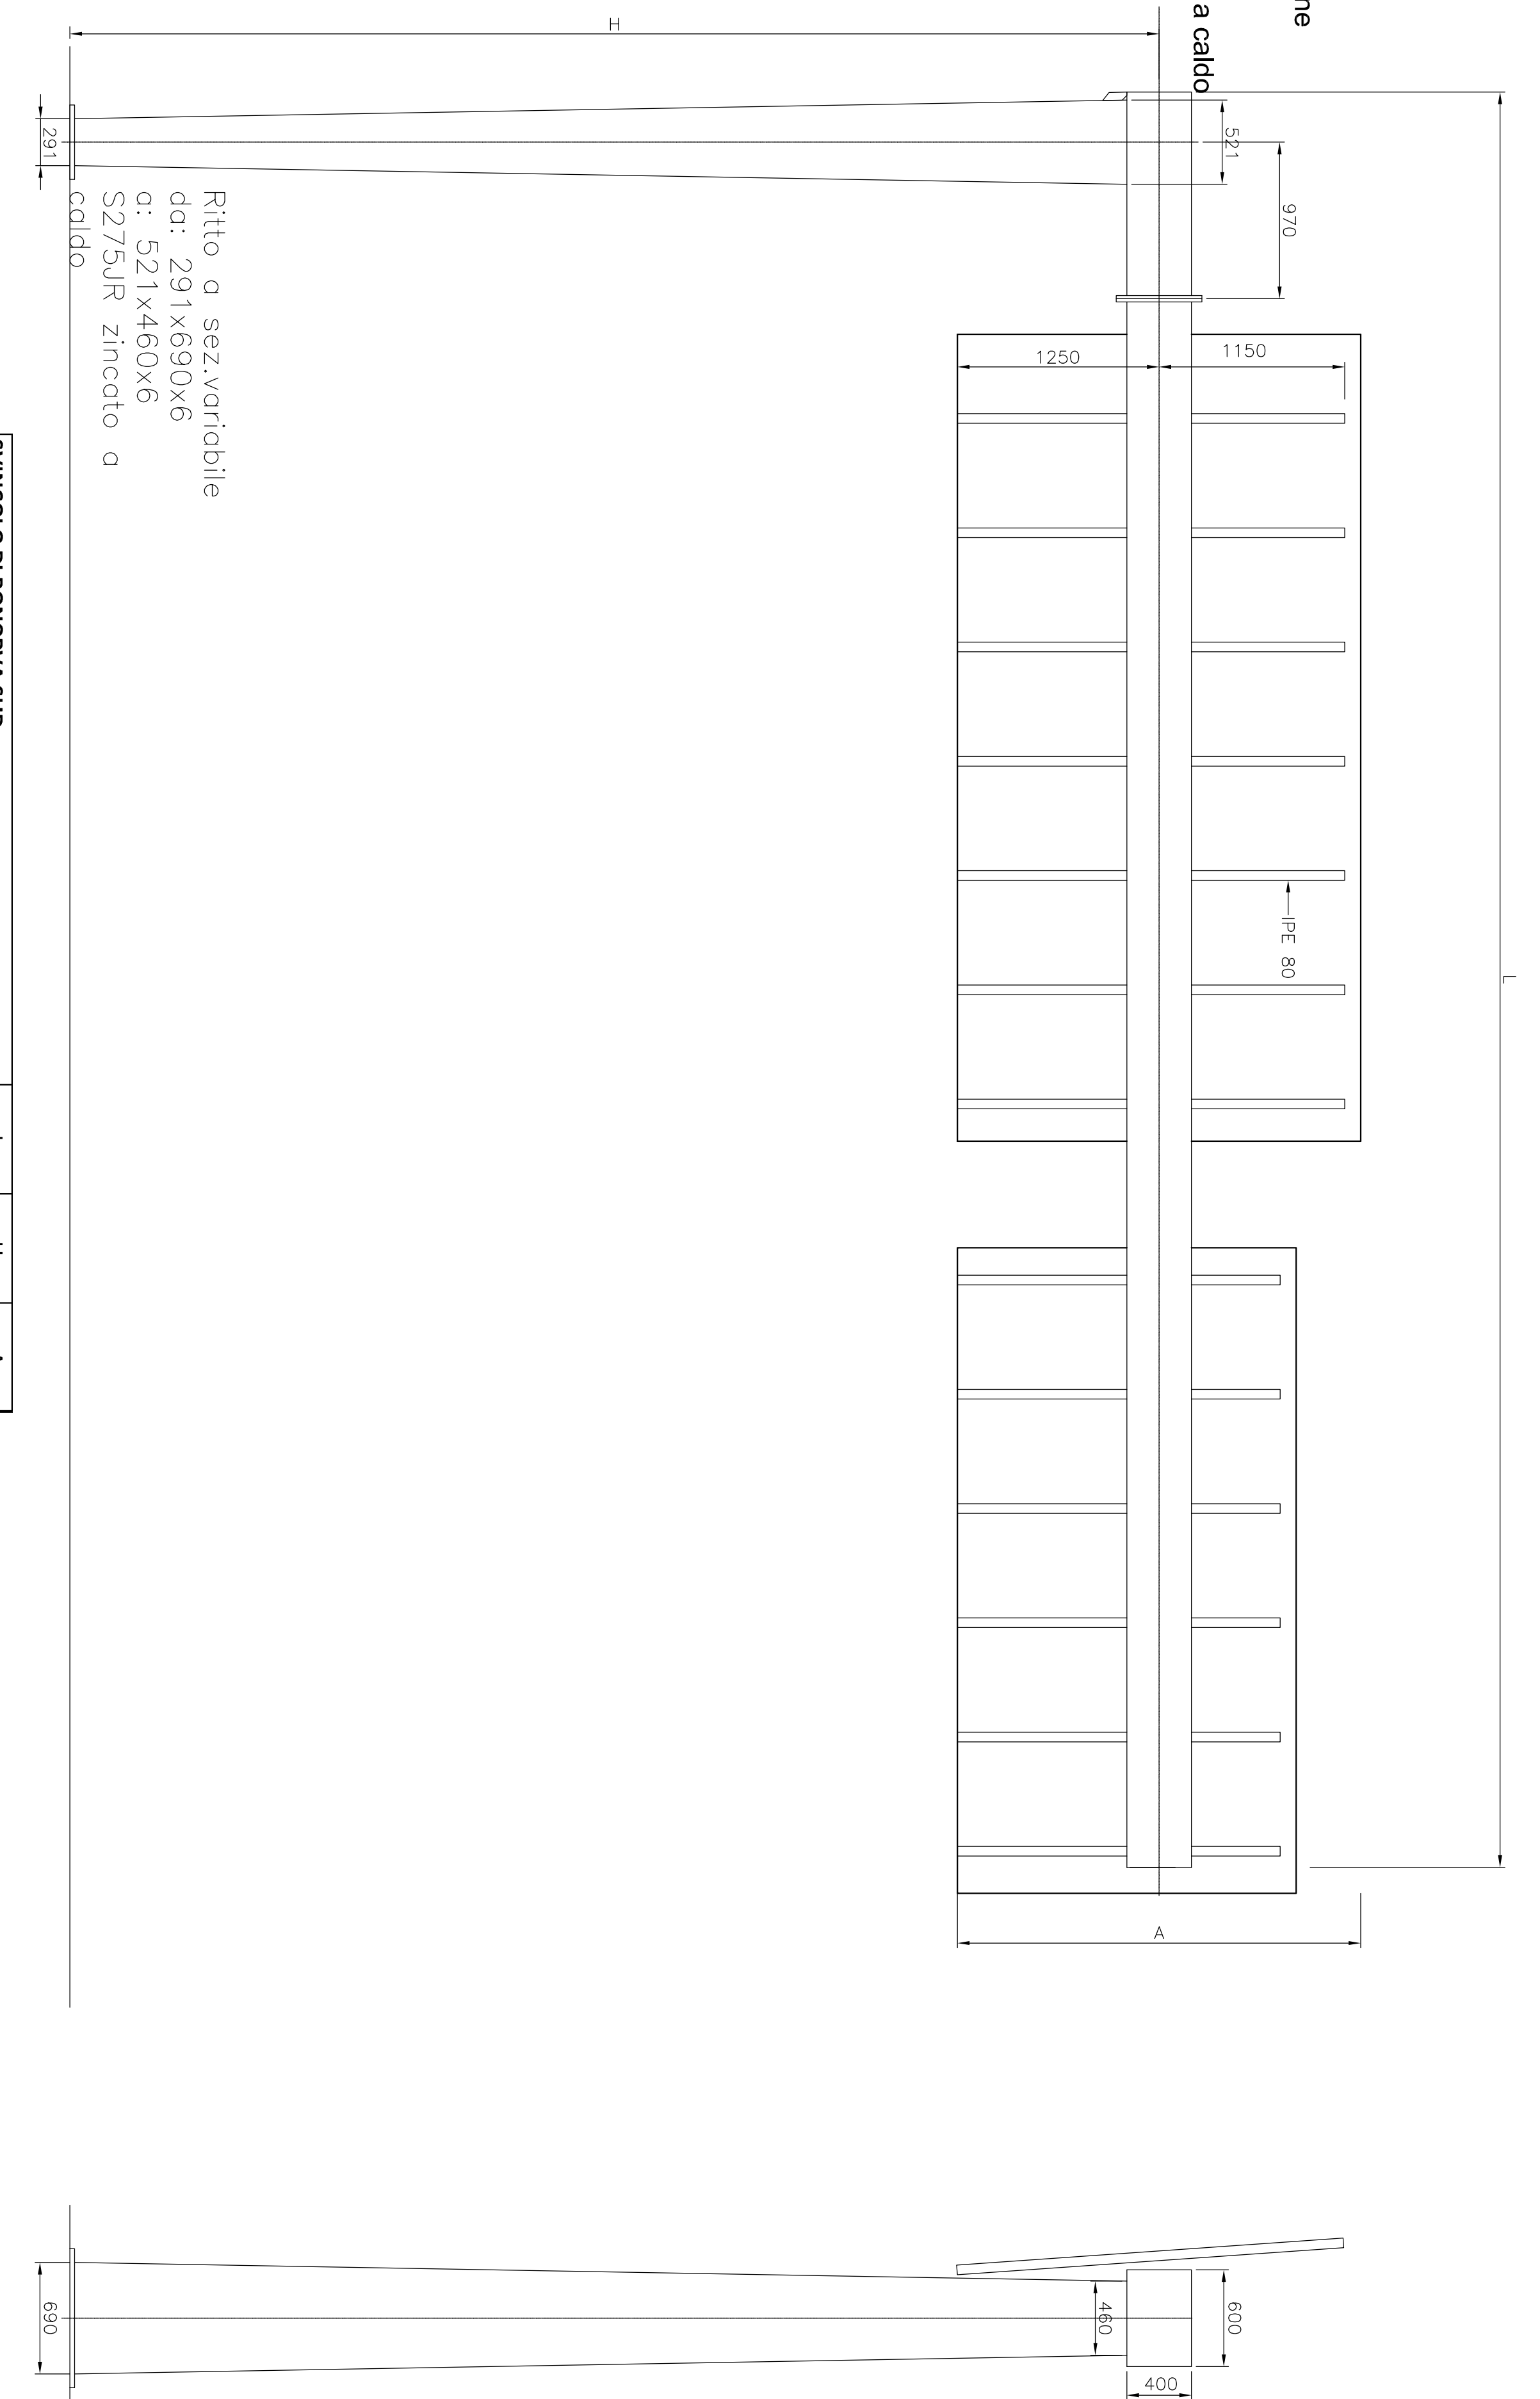 ne
a caldo
H
L
521
970
1250
1150
IPE 80
291
Ritto a sez.variabile
da: 291x690x6
a: 521x460x6
S275JR zincato a
caldo
A
600
460
400
690